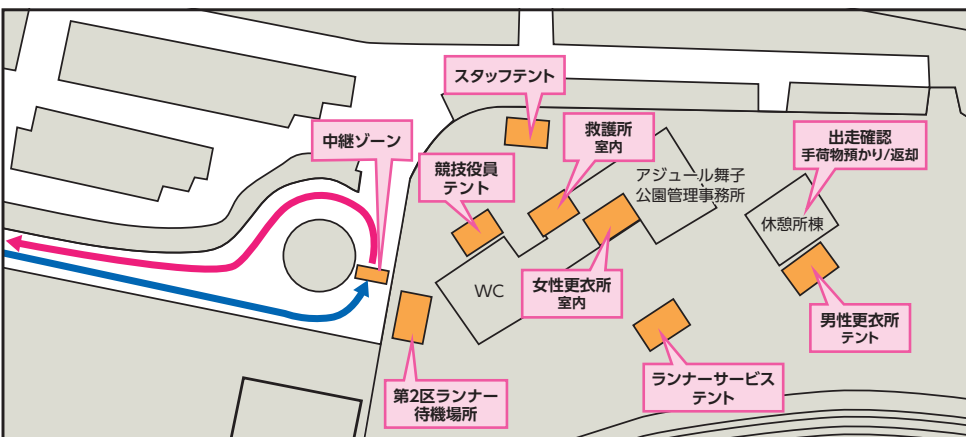 スタッフテント
救護所
室内
出走確認
手荷物預かり/返却
中継ゾーン
競技役員
テント
アジュール舞子
公園管理事務所
休憩所棟
WC
女性更衣所
室内
男性更衣所
テント
第2区ランナー
待機場所
ランナーサービス
テント